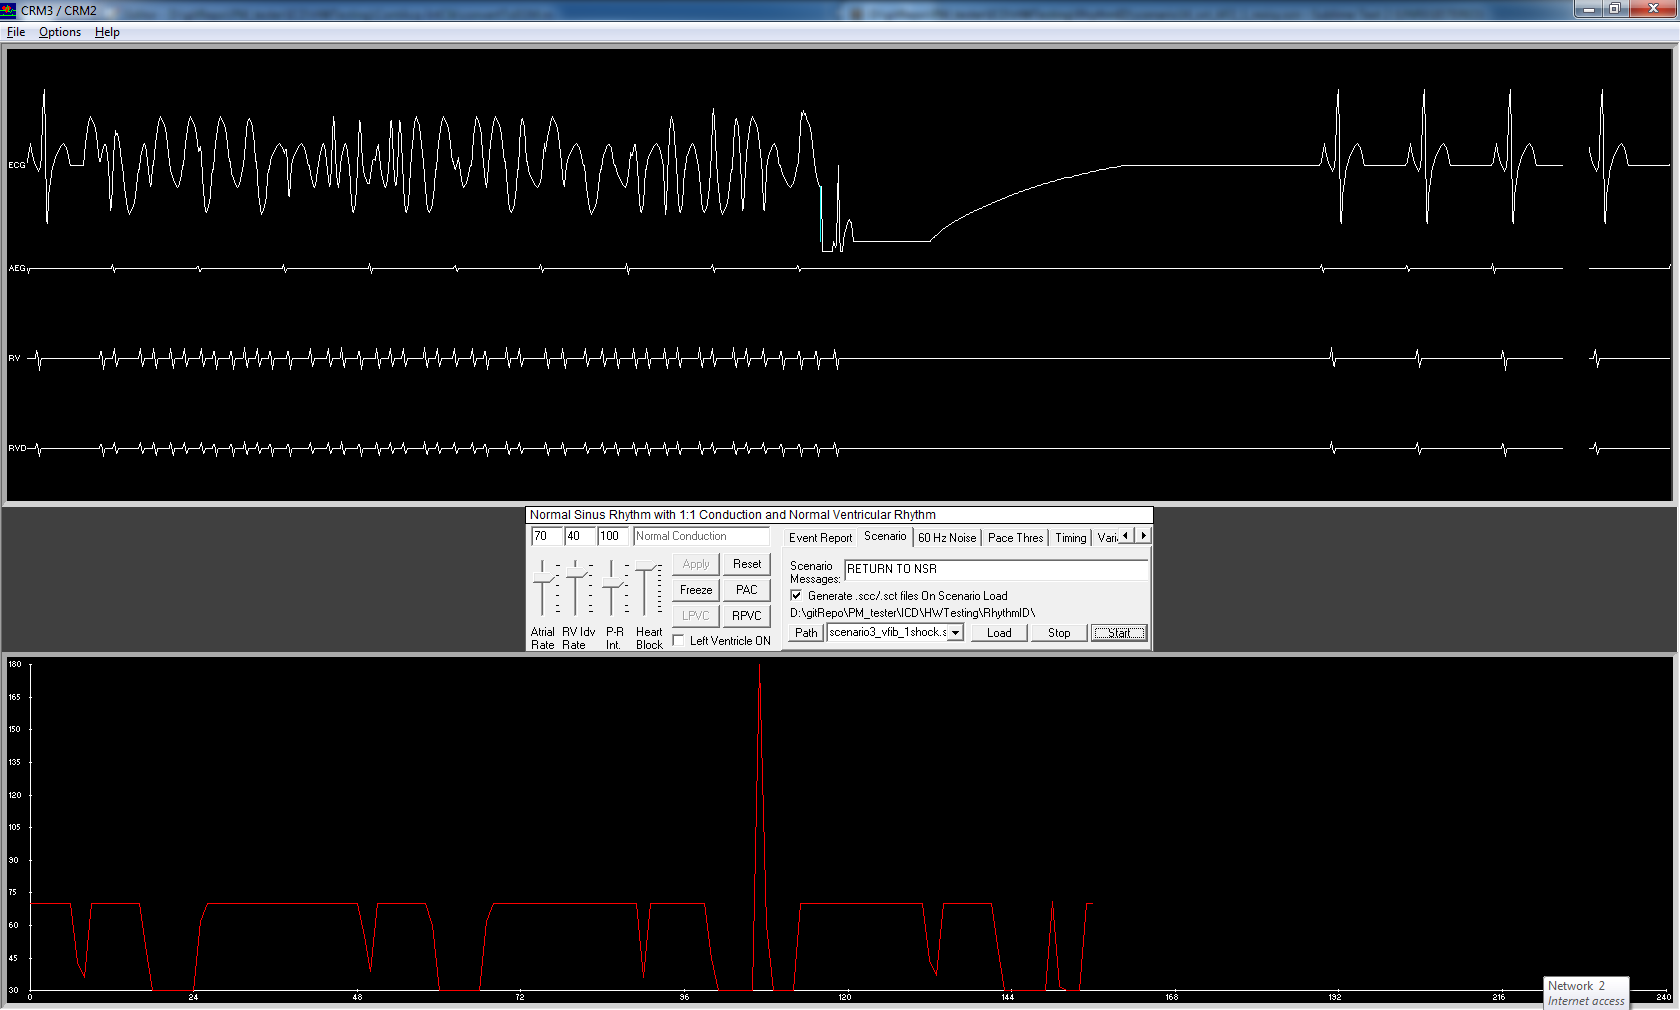 CRM3 / CRM2
File Options Help
ECG
AEG
RV
RVD
Normal Sinus Rhythm with 1:1 Conduction and Normal Ventricular Rhythm
70 40 100 Normal Conduction
Event Report Scenario 60 Hz Noise Pace Thres Timing Vari
Apply Reset
Freeze PAC
LPVC RPVC
Left Ventricle ON
Atrial Rate
RV Idv Rate
P-R Int.
Heart Block
Scenario Messages: RETURN TO NSR
Generate .scc/.sct files On Scenario Load
D:\gitRepo\PM_tester\ICD\HWTesting\RhythmID\
Path scenario3_vfib_1shock.s Load Stop Start
180
165
150
135
120
105
90
75
60
45
30
0 24 48 72 96 120 144 168 192 216 240
Network 2
Internet access